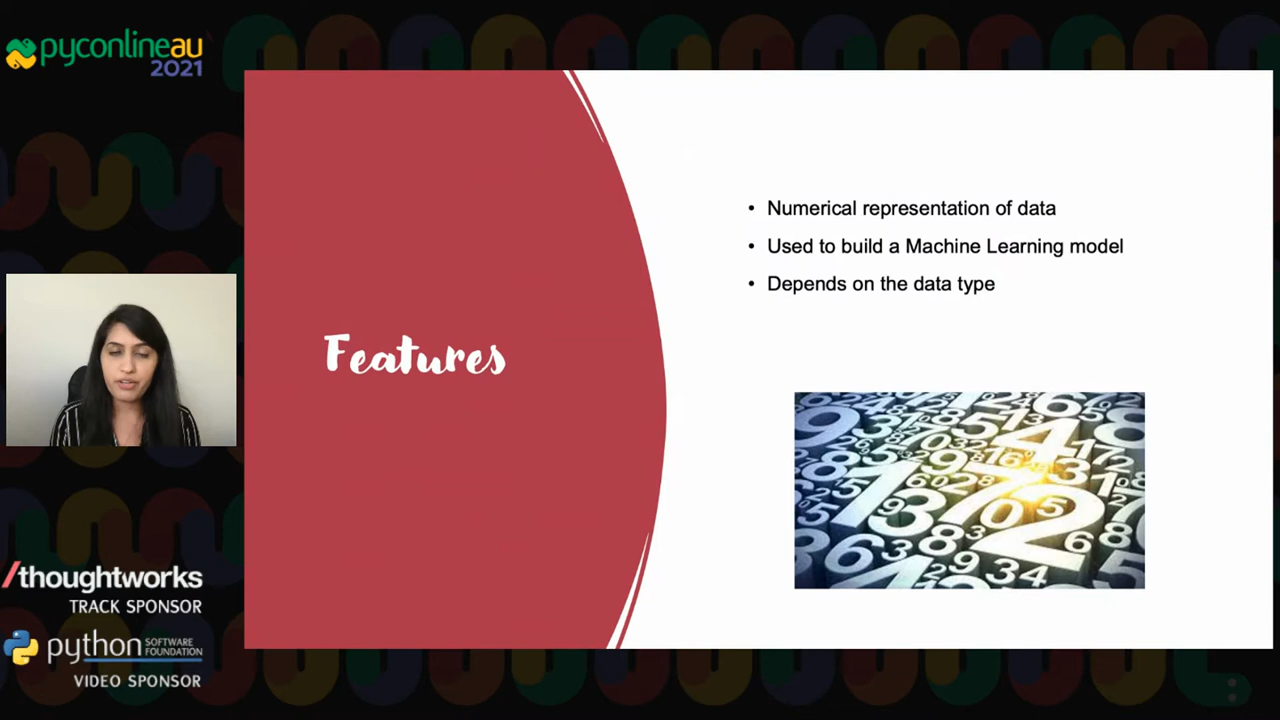 pyconlineau
2021
Features
• Numerical representation of data
• Used to build a Machine Learning model
• Depends on the data type
/thoughtworks
TRACK SPONSOR
python SOFTWARE FOUNDATION
VIDEO SPONSOR